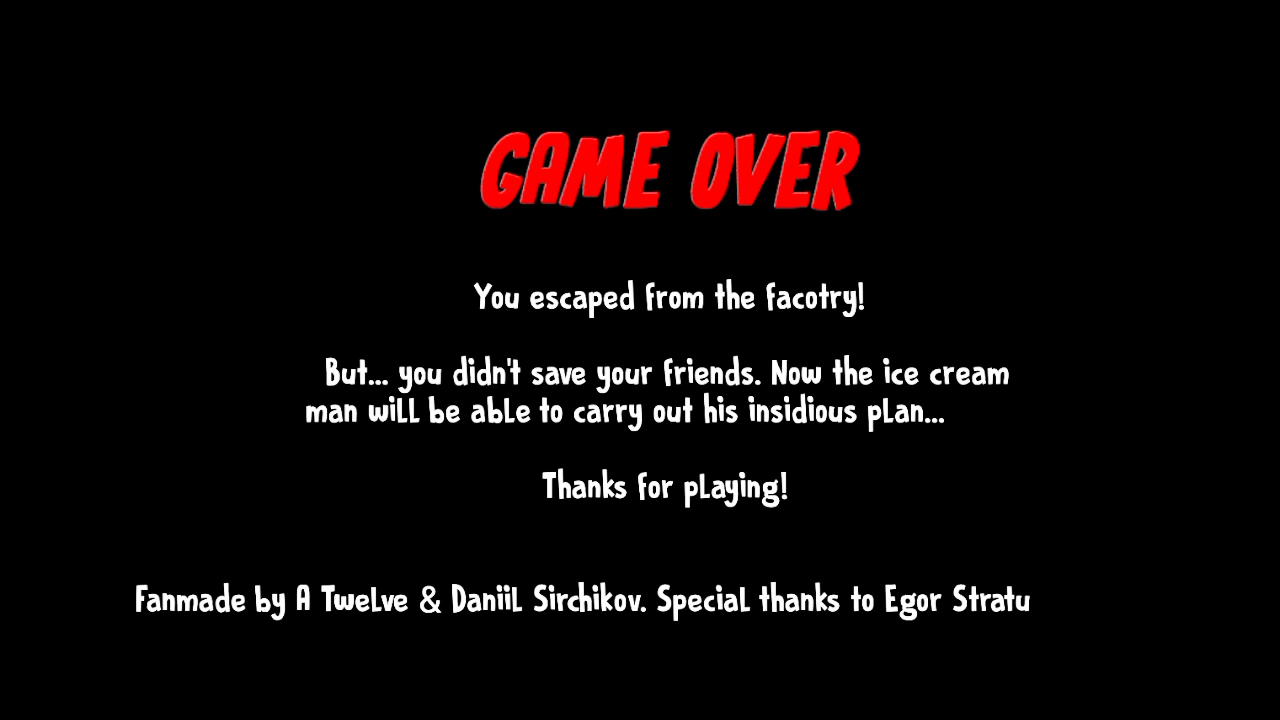 GAME OVER
You escaped from the facotry!
But... you didn't save your friends. Now the ice cream
man will be able to carry out his insidious plan...
Thanks for playing!
Fanmade by A Twelve & Daniil Sirchikov. Special thanks to Egor Stratu